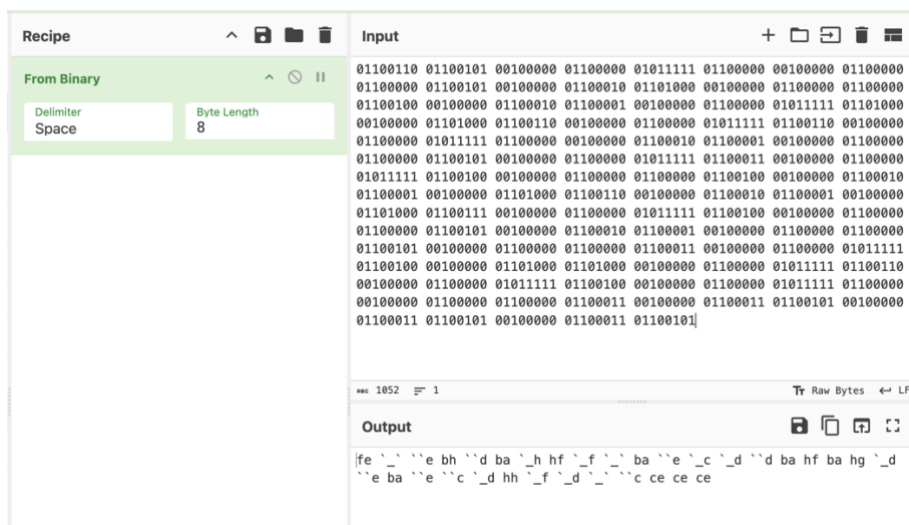 Recipe
From Binary
Delimiter
Space
Byte Length
8
Input
01100110 01100101 00100000 01100000 01011111 01100000 00100000 01100000
01100000 01100101 00100000 01100010 01101000 00100000 01100000 01100000
01100100 00100000 01100010 01100001 00100000 01100000 01011111 01101000
00100000 01101000 01100110 00100000 01100000 01011111 01100110 00100000
01100000 01011111 01100000 00100000 01100010 01100001 00100000 01100000
01100000 01100101 00100000 01100000 01011111 01100011 00100000 01100000
01011111 01100100 00100000 01100000 01100000 01100100 00100000 01100010
01100001 00100000 01101000 01100110 00100000 01100010 01100001 00100000
01101000 01100111 00100000 01100000 01011111 01100100 00100000 01100000
01100000 01100101 00100000 01100010 01100001 00100000 01100000 01100000
01100101 00100000 01100000 01100000 01100011 00100000 01100000 01011111
01100100 00100000 01101000 01101000 00100000 01100000 01011111 01100110
00100000 01100000 01011111 01100100 00100000 01100000 01011111 01100000
00100000 01100000 01100000 01100011 00100000 01100011 01100101 00100000
01100011 01100101 00100000 01100011 01100101
1052
1
Raw Bytes
LF
Output
fe `_` ``e bh ``d ba `_h hf `_f `_` ba ``e `_c `_d ``d ba hf ba hg `_d
``e ba ``e ``c `_d hh `_f `_d `_` ``c ce ce ce